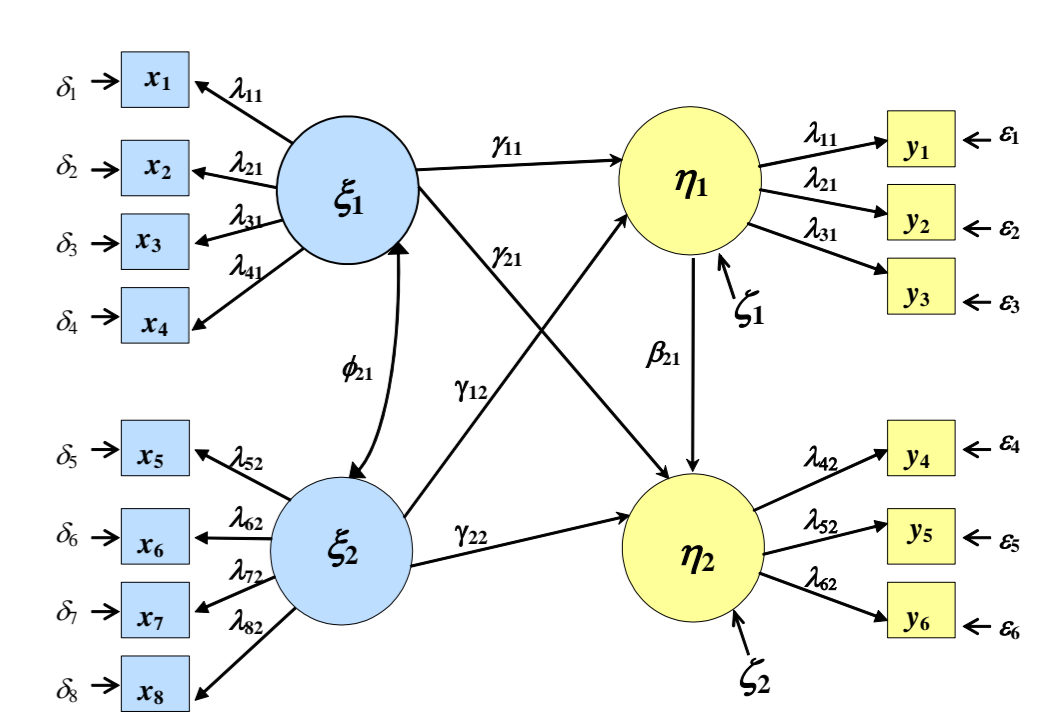 δ₁ x₁ λ₁₁
δ₂ x₂ λ₂₁
δ₃ x₃ λ₃₁
δ₄ x₄ λ₄₁
ξ₁
γ₁₁
γ₂₁
η₁
λ₁₁ y₁ ε₁
λ₂₁ y₂ ε₂
λ₃₁ y₃ ε₃
ζ₁
ϕ₂₁
γ₁₂
β₂₁
δ₅ x₅ λ₅₂
δ₆ x₆ λ₆₂
δ₇ x₇ λ₇₂
δ₈ x₈ λ₈₂
ξ₂
γ₂₂
η₂
λ₄₂ y₄ ε₄
λ₅₂ y₅ ε₅
λ₆₂ y₆ ε₆
ζ₂